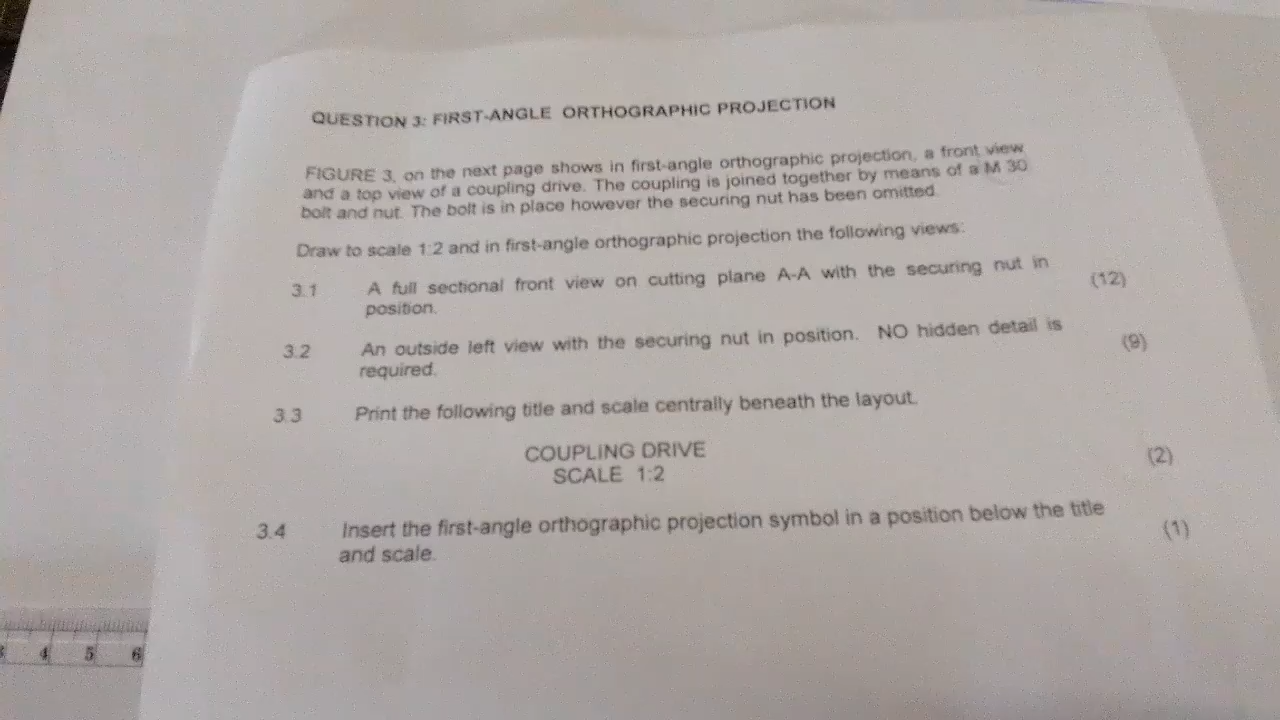 QUESTION 3: FIRST-ANGLE ORTHOGRAPHIC PROJECTION
FIGURE 3, on the next page shows in first-angle orthographic projection, a front view
and a top view of a coupling drive. The coupling is joined together by means of a M 30
bolt and nut. The bolt is in place however the securing nut has been omitted.
Draw to scale 1:2 and in first-angle orthographic projection the following views:
3.1 A full sectional front view on cutting plane A-A with the securing nut in
position. (12)
3.2 An outside left view with the securing nut in position. NO hidden detail is
required. (9)
3.3 Print the following title and scale centrally beneath the layout.
COUPLING DRIVE
SCALE 1:2 (2)
3.4 Insert the first-angle orthographic projection symbol in a position below the title
and scale. (1)
4 5 6